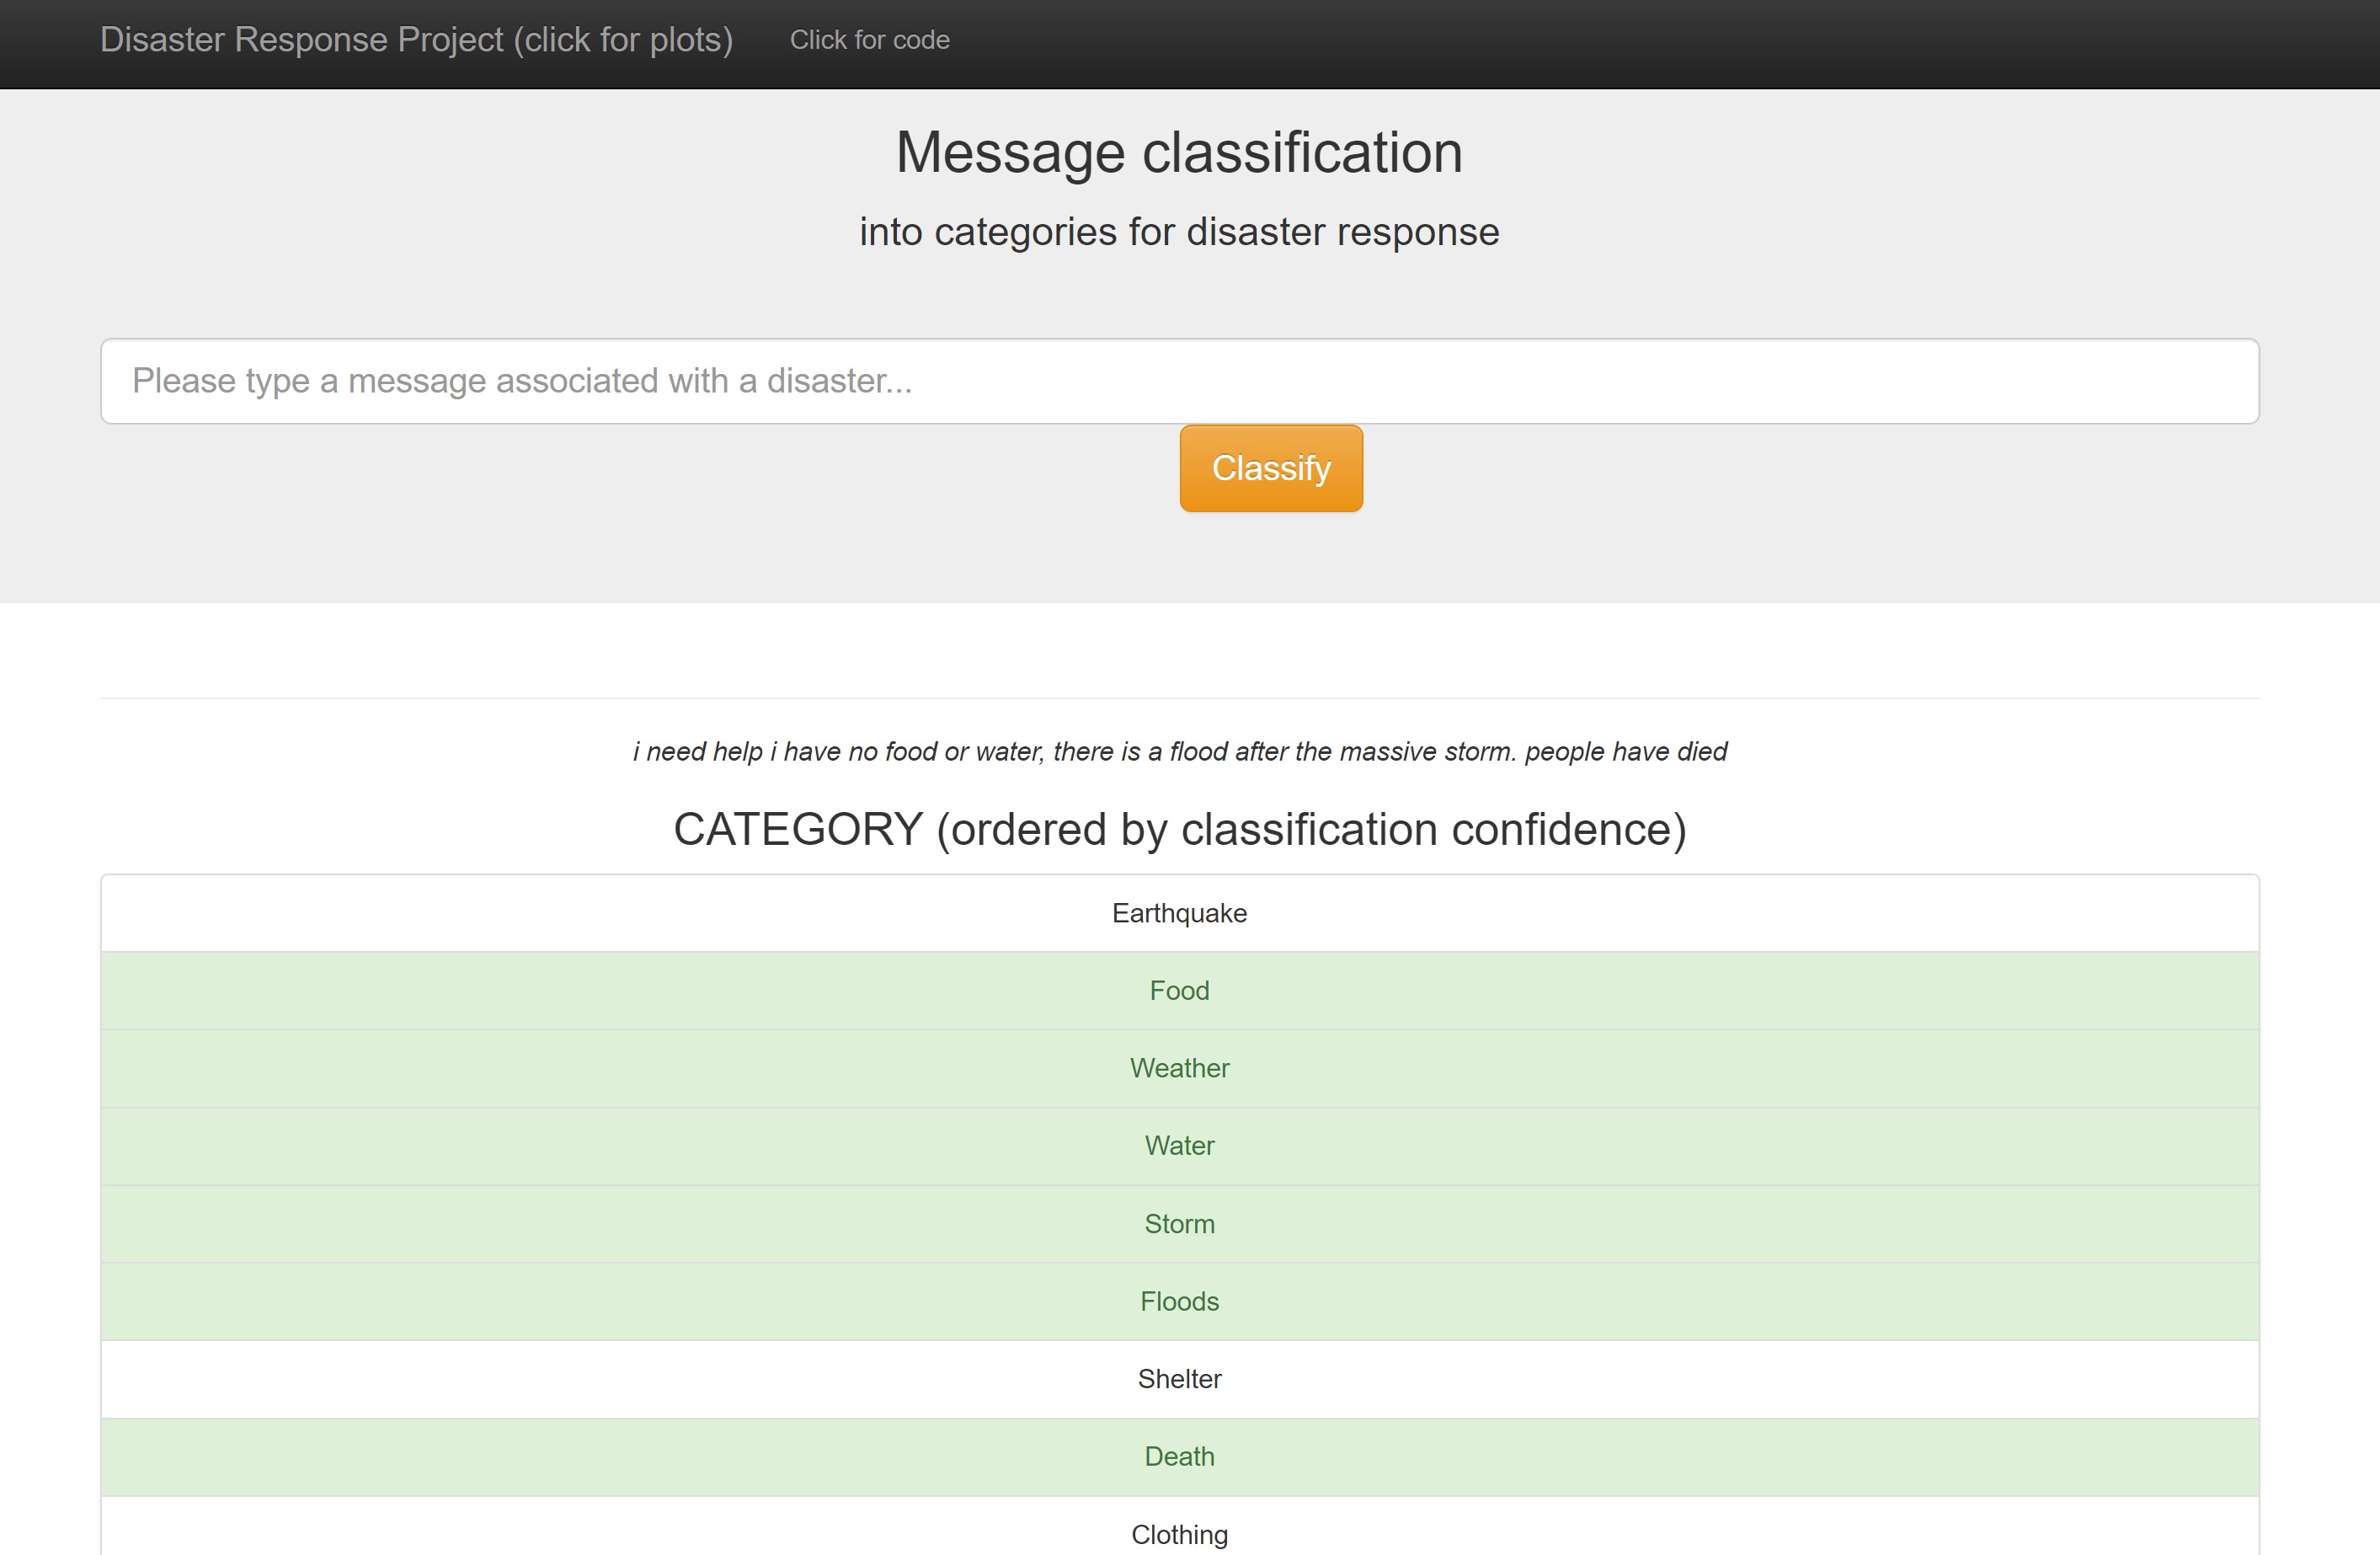 Disaster Response Project (click for plots) Click for code
Message classification
into categories for disaster response
Please type a message associated with a disaster...
Classify
i need help i have no food or water, there is a flood after the massive storm. people have died
CATEGORY (ordered by classification confidence)
Earthquake
Food
Weather
Water
Storm
Floods
Shelter
Death
Clothing